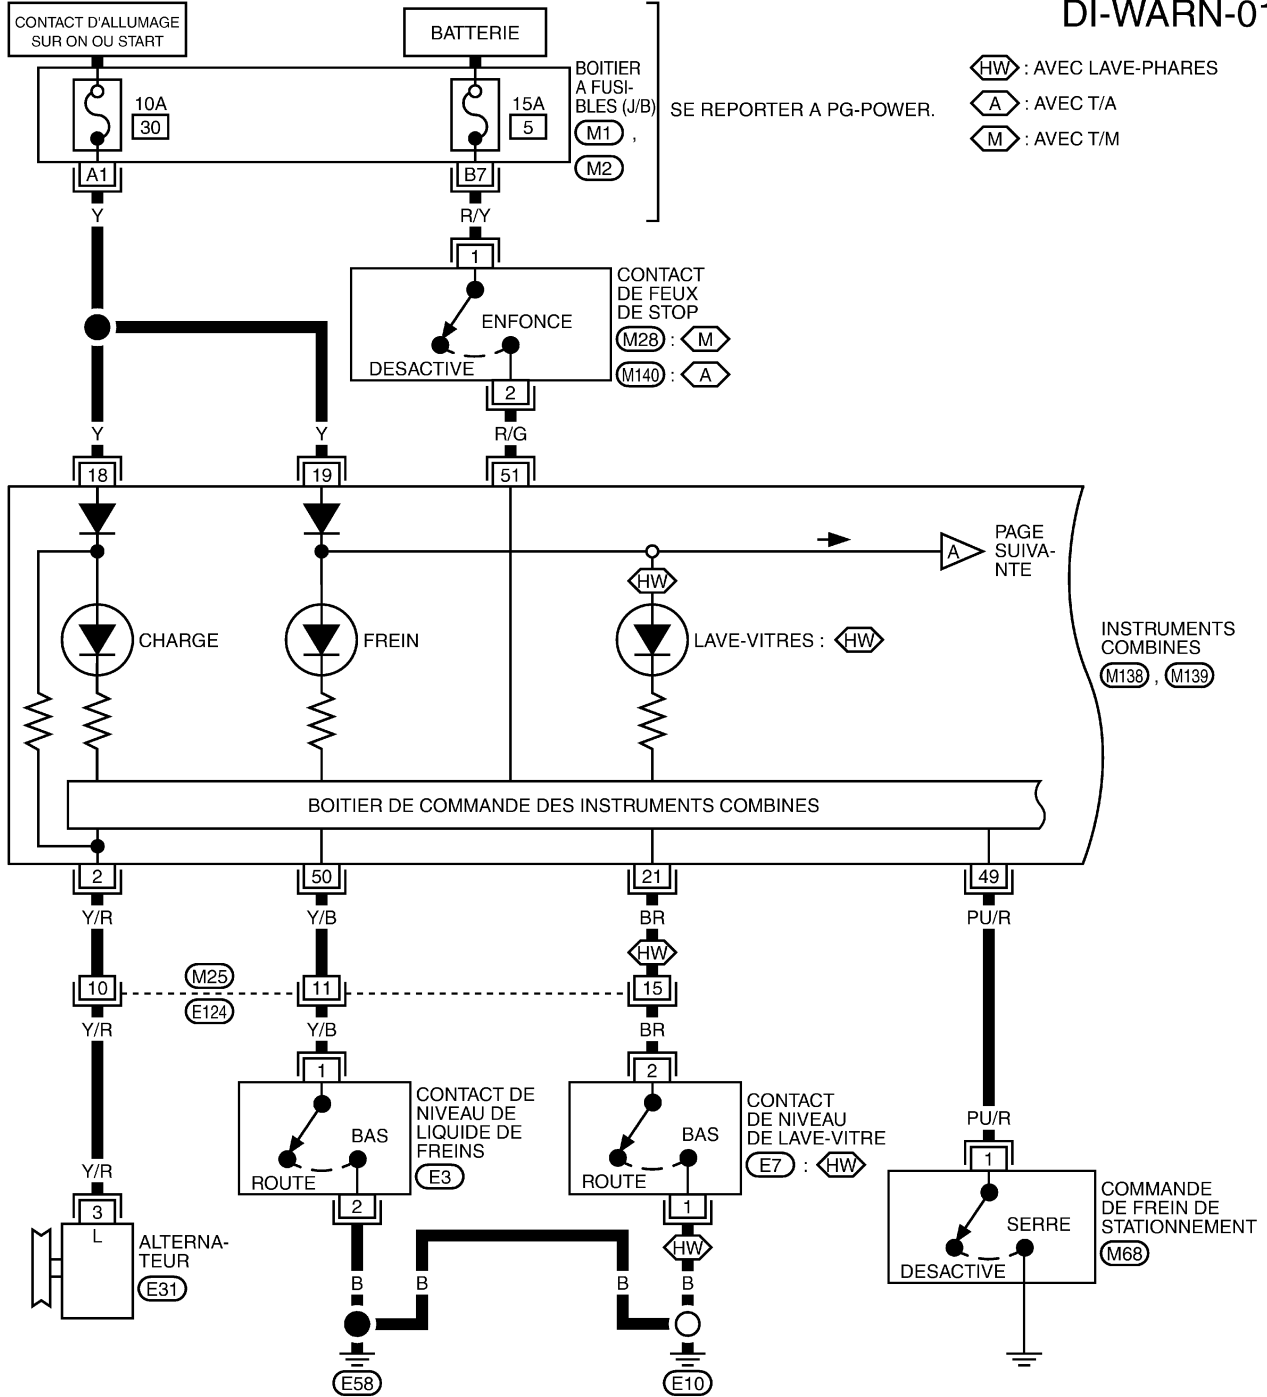 DI-WARN-01
CONTACT D'ALLUMAGE
SUR ON OU START
BATTERIE
10A
30
15A
5
BOITIER
A FUSI-
BLES (J/B)
M1 ,
M2
SE REPORTER A PG-POWER.
HW : AVEC LAVE-PHARES
A : AVEC T/A
M : AVEC T/M
A1
B7
Y
R/Y
1
CONTACT
DE FEUX
DE STOP
M28 : M
M140 : A
ENFONCE
DESACTIVE
2
Y
Y
R/G
18
19
51
A
PAGE
SUIVA-
NTE
HW
CHARGE
FREIN
LAVE-VITRES : HW
INSTRUMENTS
COMBINES
M138 , M139
BOITIER DE COMMANDE DES INSTRUMENTS COMBINES
2
50
21
49
Y/R
Y/B
BR
PU/R
HW
10
M25
E124
11
15
Y/R
Y/B
BR
1
2
CONTACT DE
NIVEAU DE
LIQUIDE DE
FREINS
E3
BAS
ROUTE
CONTACT
DE NIVEAU
DE LAVE-VITRE
E7 : HW
BAS
ROUTE
PU/R
1
COMMANDE
DE FREIN DE
STATIONNEMENT
M68
SERRE
DESACTIVE
Y/R
3
L
ALTERNA-
TEUR
E31
2
1
HW
B
B
B
B
E58
E10